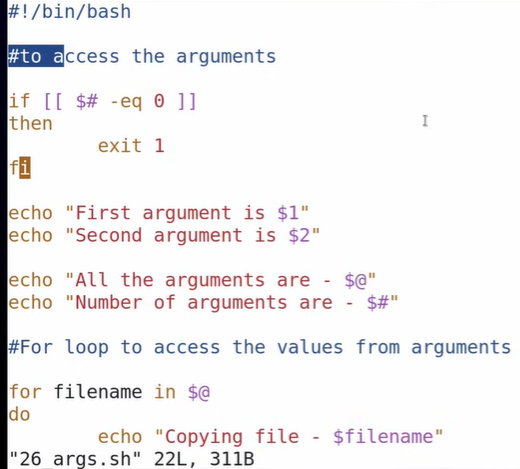 #!/bin/bash
#to access the arguments
if [[ $# -eq 0 ]]
then
exit 1
fi
echo "First argument is $1"
echo "Second argument is $2"
echo "All the arguments are - $@"
echo "Number of arguments are - $#"
#For loop to access the values from arguments
for filename in $@
do
echo "Copying file - $filename"
"26_args.sh" 22L, 311B